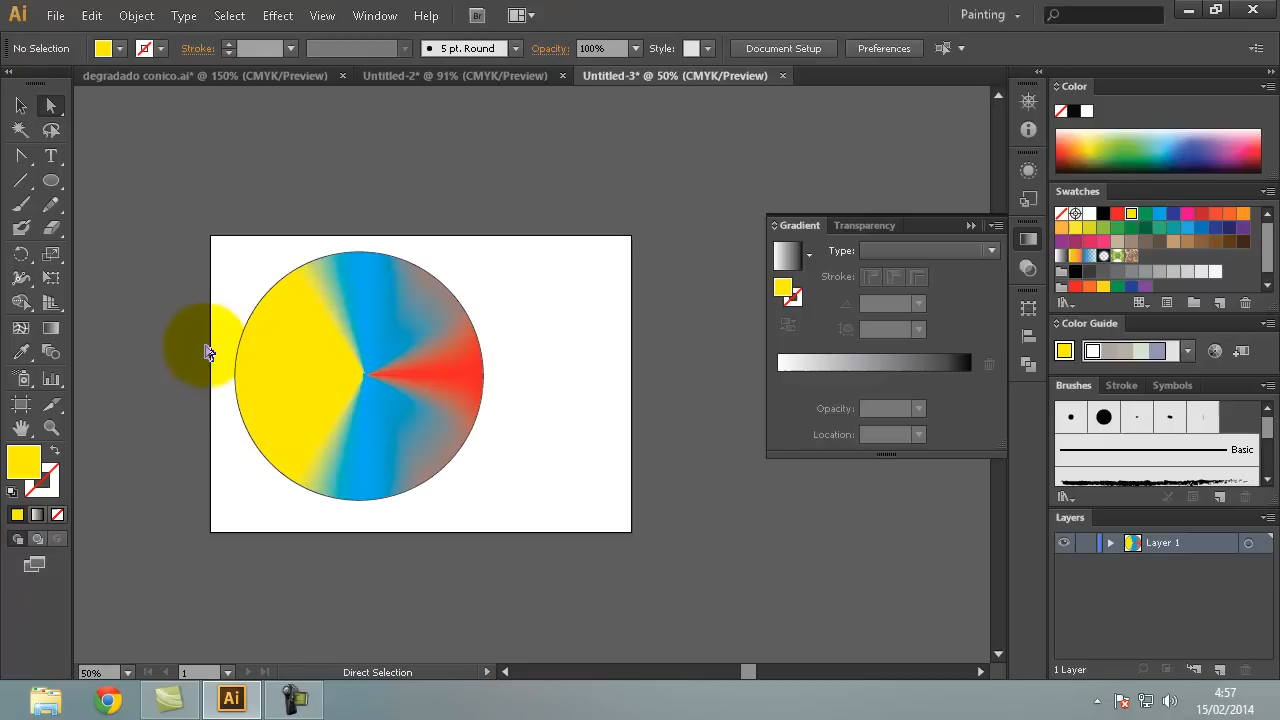 Ai File Edit Object Type Select Effect View Window Help Br Painting
No Selection Stroke: 5 pt. Round Opacity: 100% Style: Document Setup Preferences
degradado conico.ai* @ 150% (CMYK/Preview) Untitled-2* @ 91% (CMYK/Preview) Untitled-3* @ 50% (CMYK/Preview)
Color
Swatches
Gradient Transparency
Type:
Stroke:
Opacity:
Location:
Color Guide
Brushes Stroke Symbols
Basic
Layers
Layer 1
50% 1 Direct Selection 1 Layer
Ai
4:57
15/02/2014